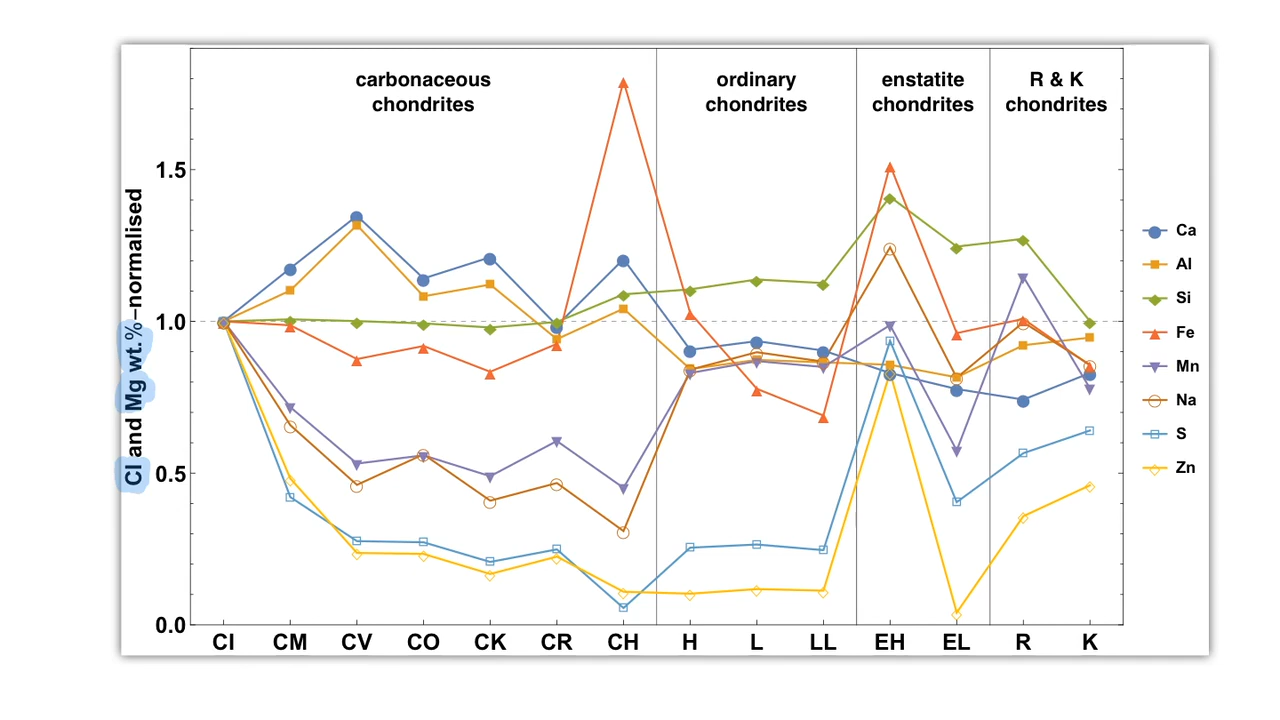 carbonaceous
chondrites
ordinary
chondrites
enstatite
chondrites
R & K
chondrites
CI and Mg wt.%–normalised
1.5
1.0
0.5
0.0
CI CM CV CO CK CR CH H L LL EH EL R K
Ca
Al
Si
Fe
Mn
Na
S
Zn